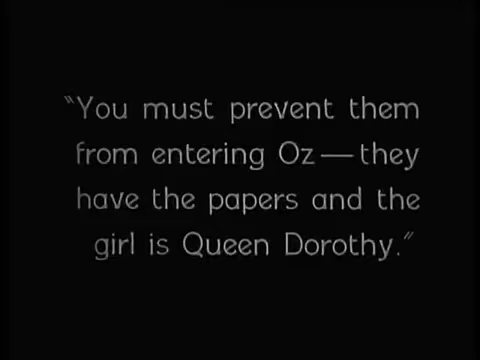 "You must prevent them
from entering Oz — they
have the papers and the
girl is Queen Dorothy."